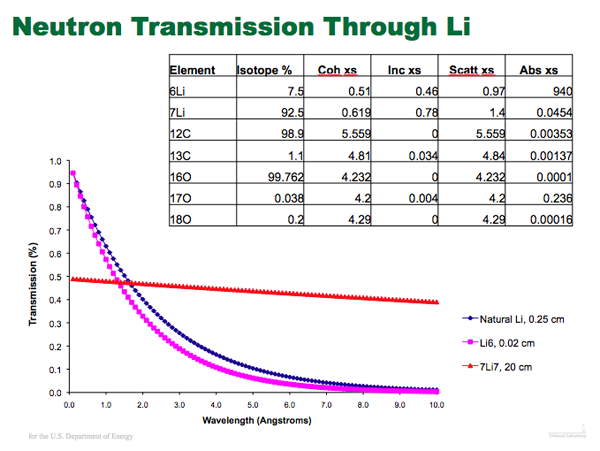 Neutron Transmission Through Li
Element Isotope % Coh xs Inc xs Scatt xs Abs xs
6Li 7.5 0.51 0.46 0.97 940
7Li 92.5 0.619 0.78 1.4 0.0454
12C 98.9 5.559 0 5.559 0.00353
13C 1.1 4.81 0.034 4.84 0.00137
16O 99.762 4.232 0 4.232 0.0001
17O 0.038 4.2 0.004 4.2 0.236
18O 0.2 4.29 0 4.29 0.00016
Transmission (%)
1.0
0.9
0.8
0.7
0.6
0.5
0.4
0.3
0.2
0.1
0.0
0.0 1.0 2.0 3.0 4.0 5.0 6.0 7.0 8.0 9.0 10.0
Wavelength (Angstroms)
Natural Li, 0.25 cm
Li6, 0.02 cm
7Li7, 20 cm
for the U.S. Department of Energy
National Laboratory